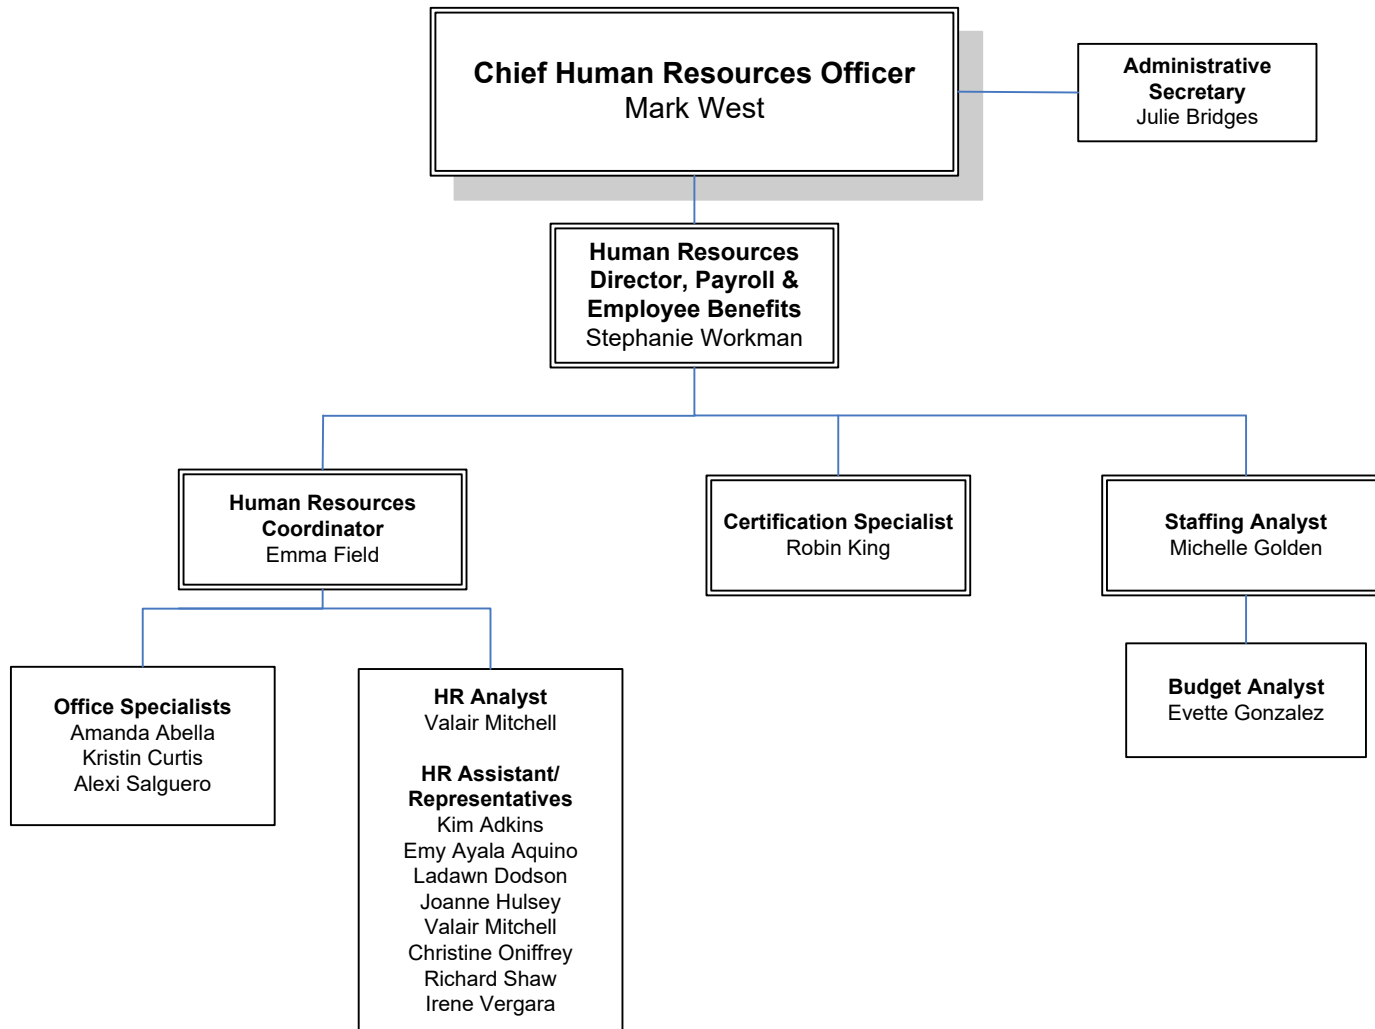 Chief Human Resources Officer
Mark West
Administrative
Secretary
Julie Bridges
Human Resources
Director, Payroll &
Employee Benefits
Stephanie Workman
Human Resources
Coordinator
Emma Field
Certification Specialist
Robin King
Staffing Analyst
Michelle Golden
Office Specialists
Amanda Abella
Kristin Curtis
Alexi Salguero
HR Analyst
Valair Mitchell
HR Assistant/
Representatives
Kim Adkins
Emy Ayala Aquino
Ladawn Dodson
Joanne Hulsey
Valair Mitchell
Christine Oniffrey
Richard Shaw
Irene Vergara
Budget Analyst
Evette Gonzalez